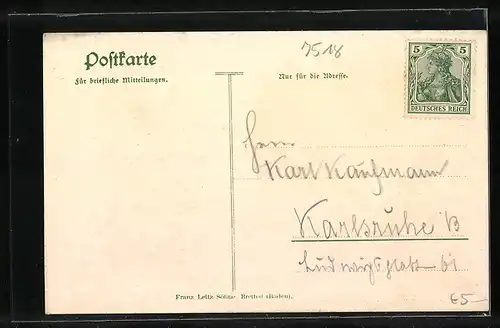 7518
Postkarte
Für briefliche Mitteilungen.
Nur für die Adresse.
5 5
DEUTSCHES REICH
Herrn
Karl Kaufmann
Karlsruhe B
Ludwigsplatz 61
Franz Leitz Söhne, Bretten (Baden).
E5-